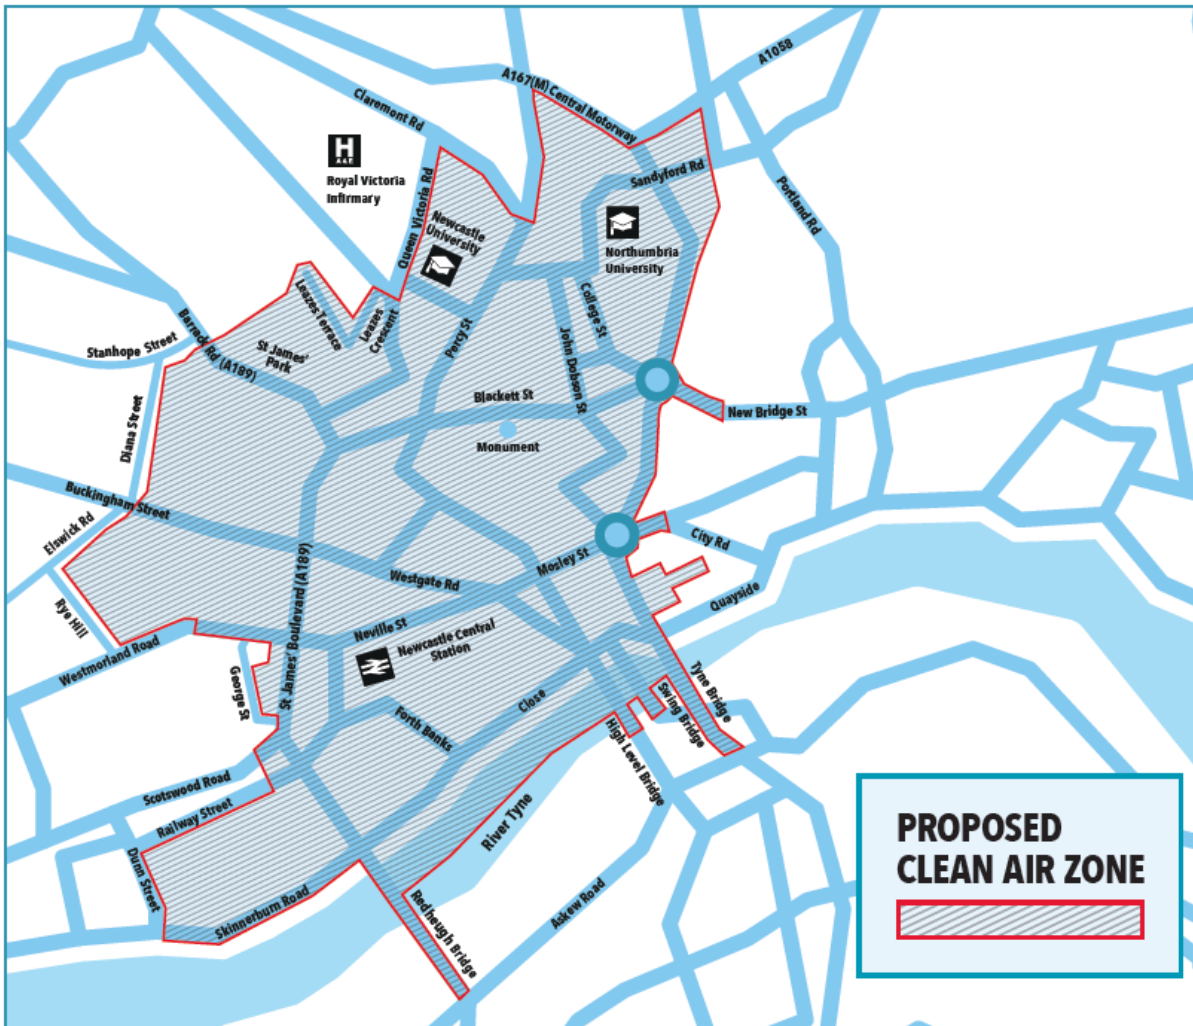 A1058
A167(M) Central Motorway
Claremont Rd
H
A&E
Royal Victoria
Infirmary
Queen Victoria Rd
Newcastle
University
Sandyford Rd
Portland Rd
Northumbria
University
Leazes Terrace
Leazes
Crescent
College St
Barrack Rd (A189)
Stanhope Street
St James'
Park
Percy St
John Dobson St
Blackett St
New Bridge St
Diana Street
Monument
Buckingham Street
Elswick Rd
City Rd
Mosley St
Westgate Rd
St James' Boulevard (A189)
Quayside
Rye Hill
Neville St
Newcastle Central
Station
Westmorland Road
George St
Tyne Bridge
Swing Bridge
Close
Forth Banks
High Level Bridge
Scotswood Road
Railway Street
River Tyne
Dunn Street
Skinnerburn Road
Redheugh Bridge
Askew Road
PROPOSED
CLEAN AIR ZONE